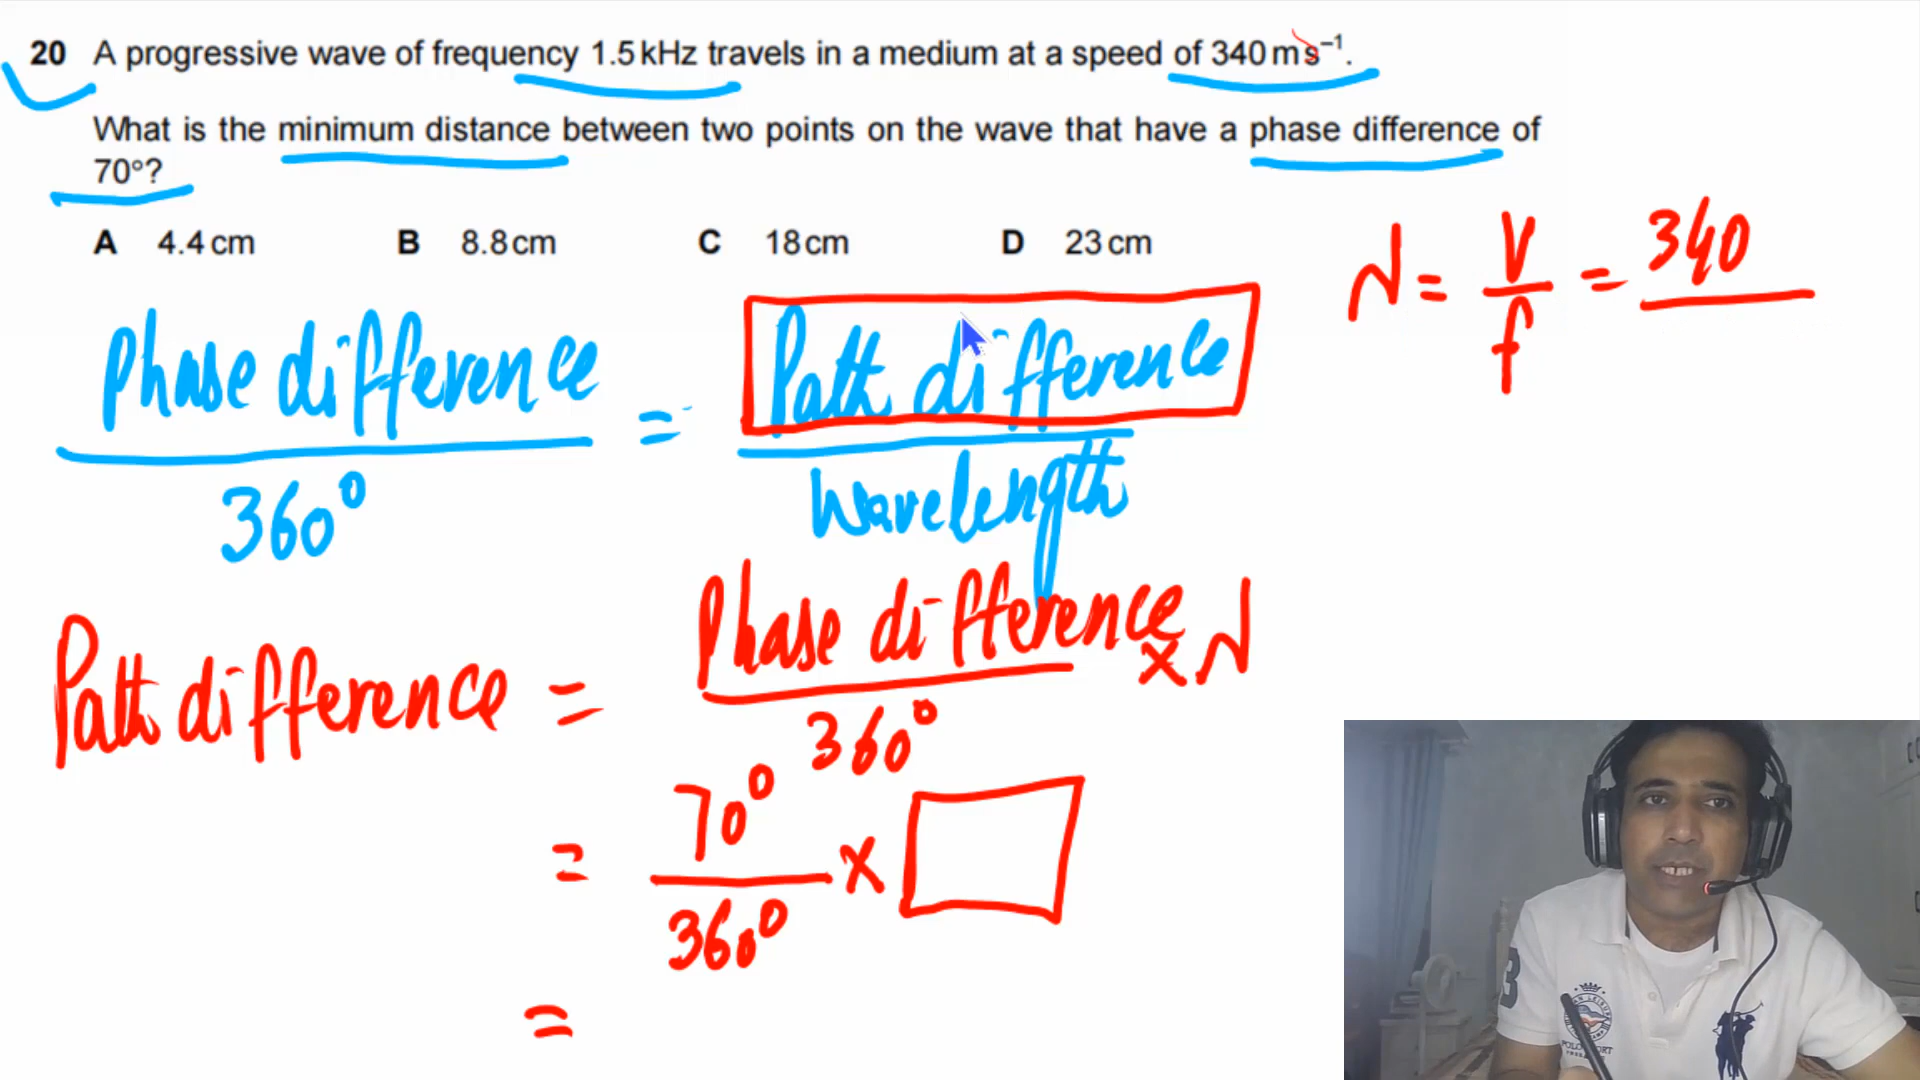 20 A progressive wave of frequency 1.5 kHz travels in a medium at a speed of 340 m s⁻¹.
What is the minimum distance between two points on the wave that have a phase difference of
70°?
A 4.4 cm B 8.8 cm C 18 cm D 23 cm
λ = V/f = 340
Phase difference/360° = Path difference/wavelength
Path difference = Phase difference/360° × λ
= 70°/360° ×
=
3